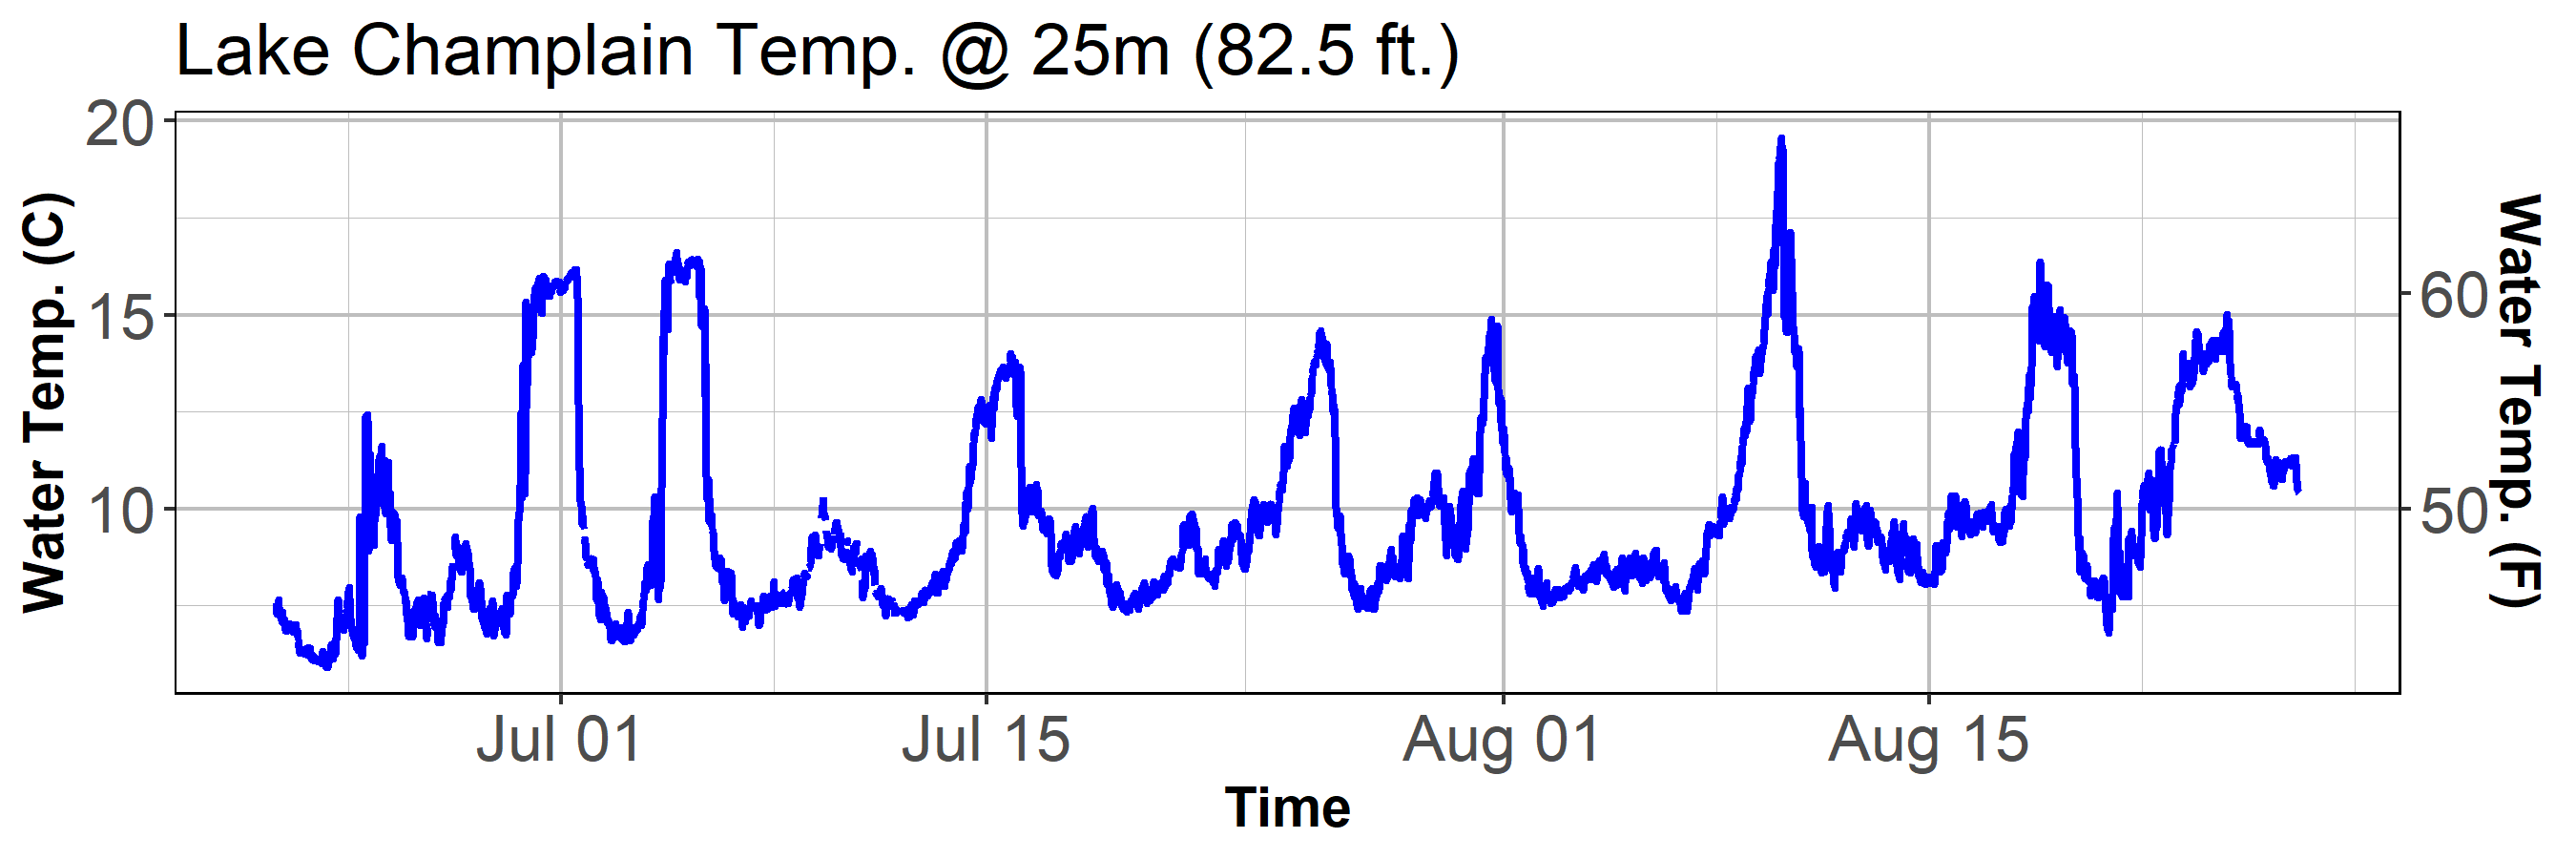 Lake Champlain Temp. @ 25m (82.5 ft.)
20
15
10
Water Temp. (C)
60
50
Water Temp. (F)
Jul 01
Jul 15
Aug 01
Aug 15
Time